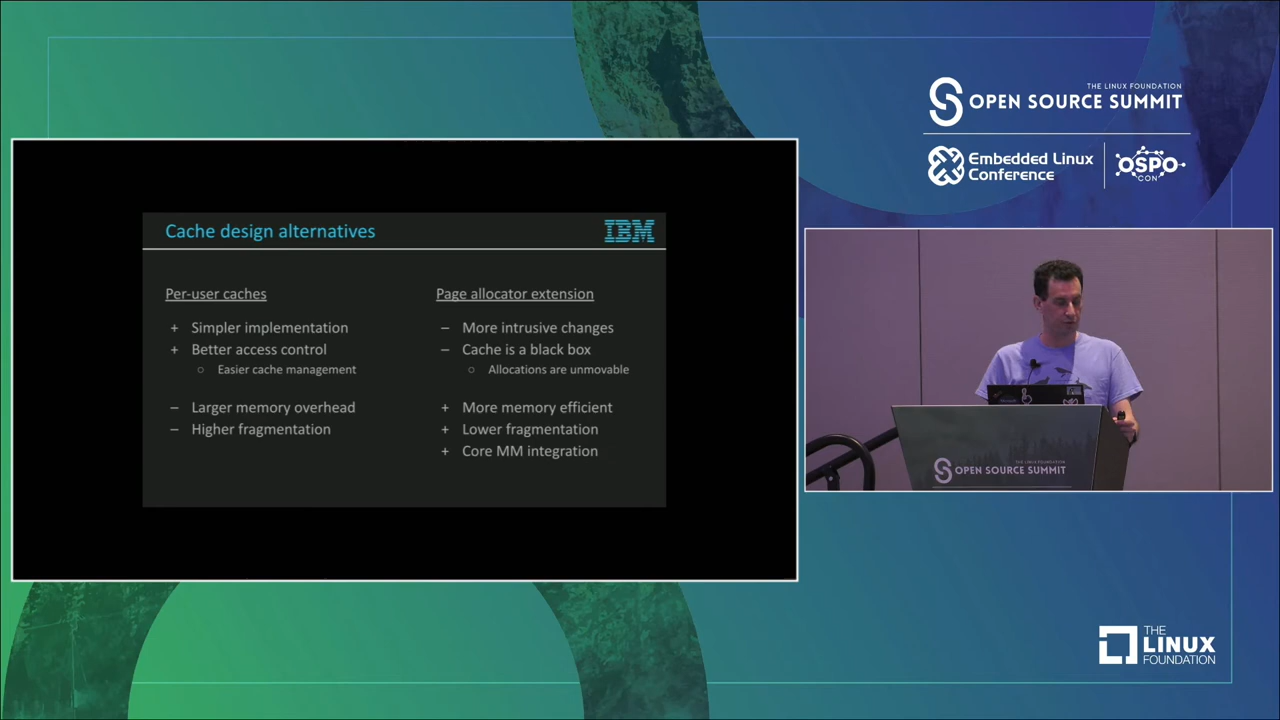 THE LINUX FOUNDATION
OPEN SOURCE SUMMIT
Embedded Linux
Conference
OSPO
CON
Cache design alternatives
IBM
Per-user caches
+ Simpler implementation
+ Better access control
○ Easier cache management
– Larger memory overhead
– Higher fragmentation
Page allocator extension
– More intrusive changes
– Cache is a black box
○ Allocations are unmovable
+ More memory efficient
+ Lower fragmentation
+ Core MM integration
THE LINUX FOUNDATION
OPEN SOURCE SUMMIT
THE
LINUX
FOUNDATION